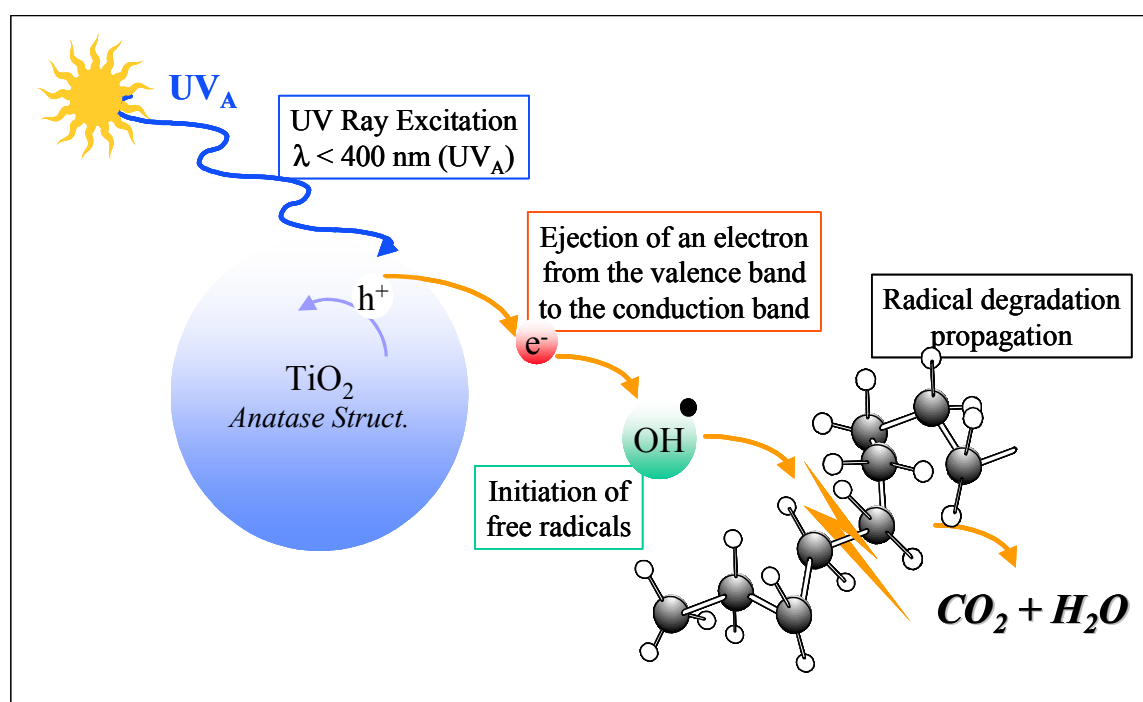 UVA
UV Ray Excitation
λ < 400 nm (UVA)
Ejection of an electron
from the valence band
to the conduction band
Radical degradation
propagation
h⁺
e⁻
TiO₂
Anatase Struct.
OH•
Initiation of
free radicals
CO₂ + H₂O